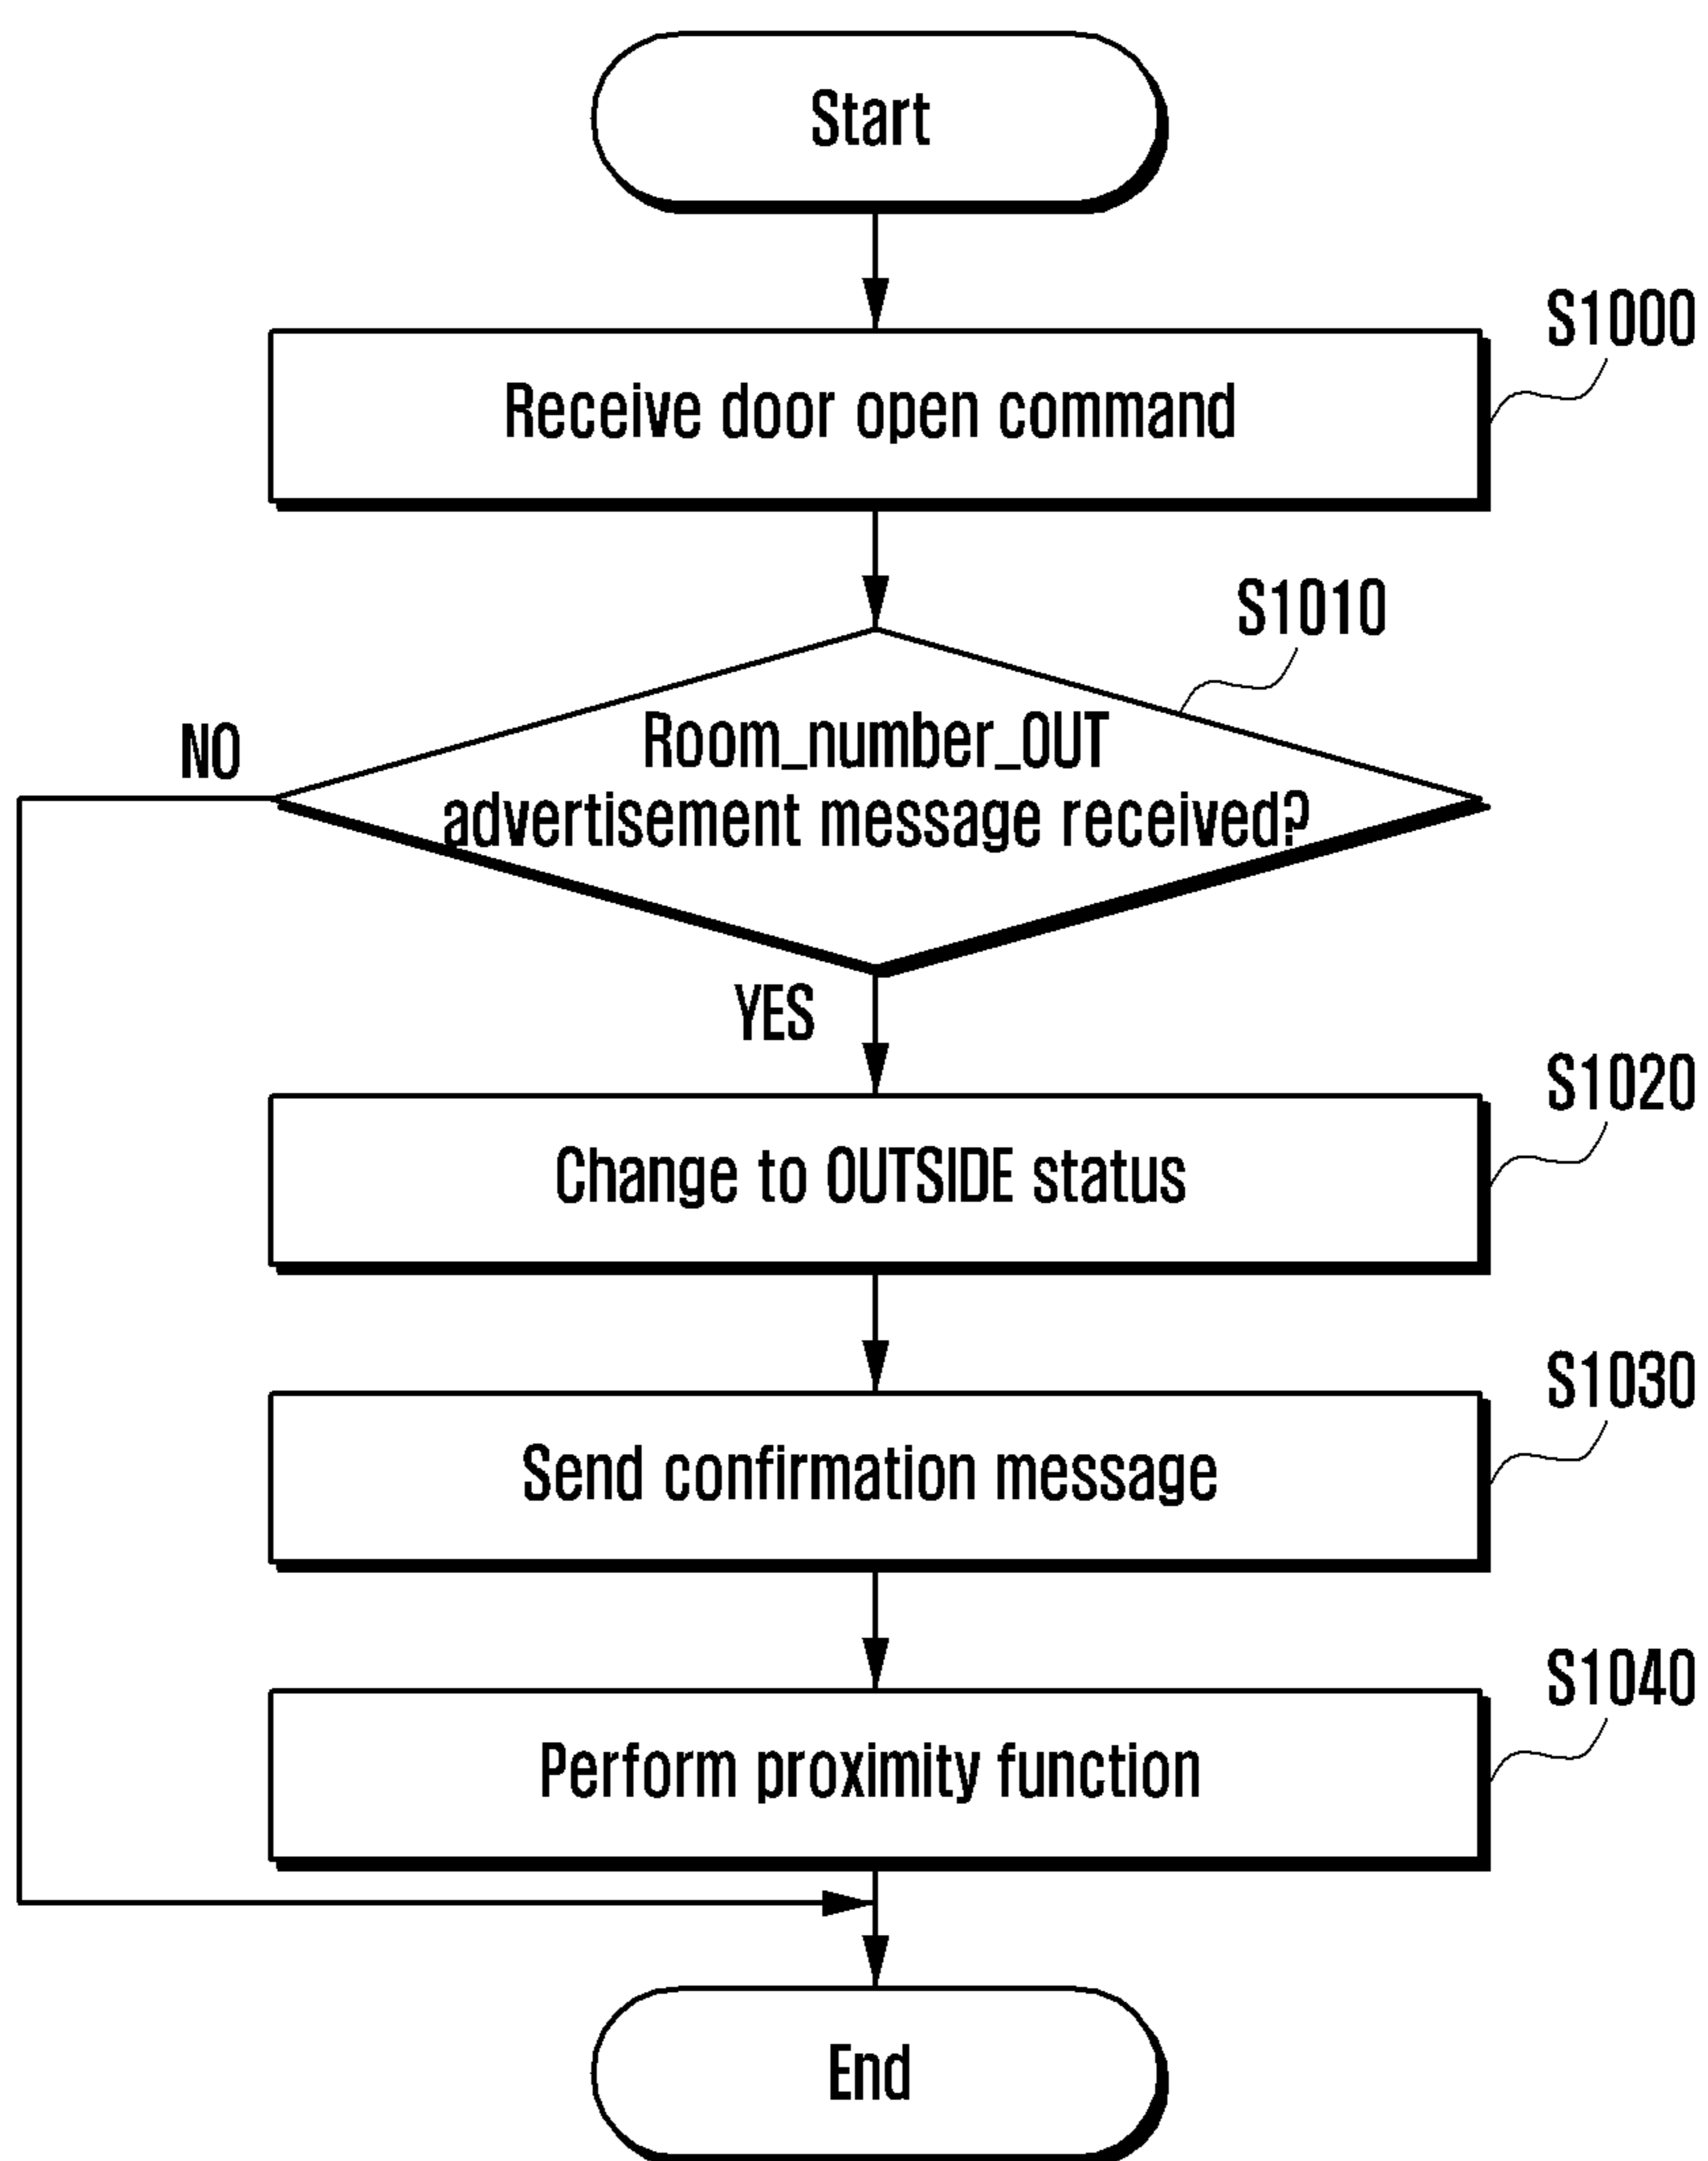 Start
S1000
Receive door open command
S1010
Room_number_OUT
advertisement message received?
NO
YES
S1020
Change to OUTSIDE status
S1030
Send confirmation message
S1040
Perform proximity function
End